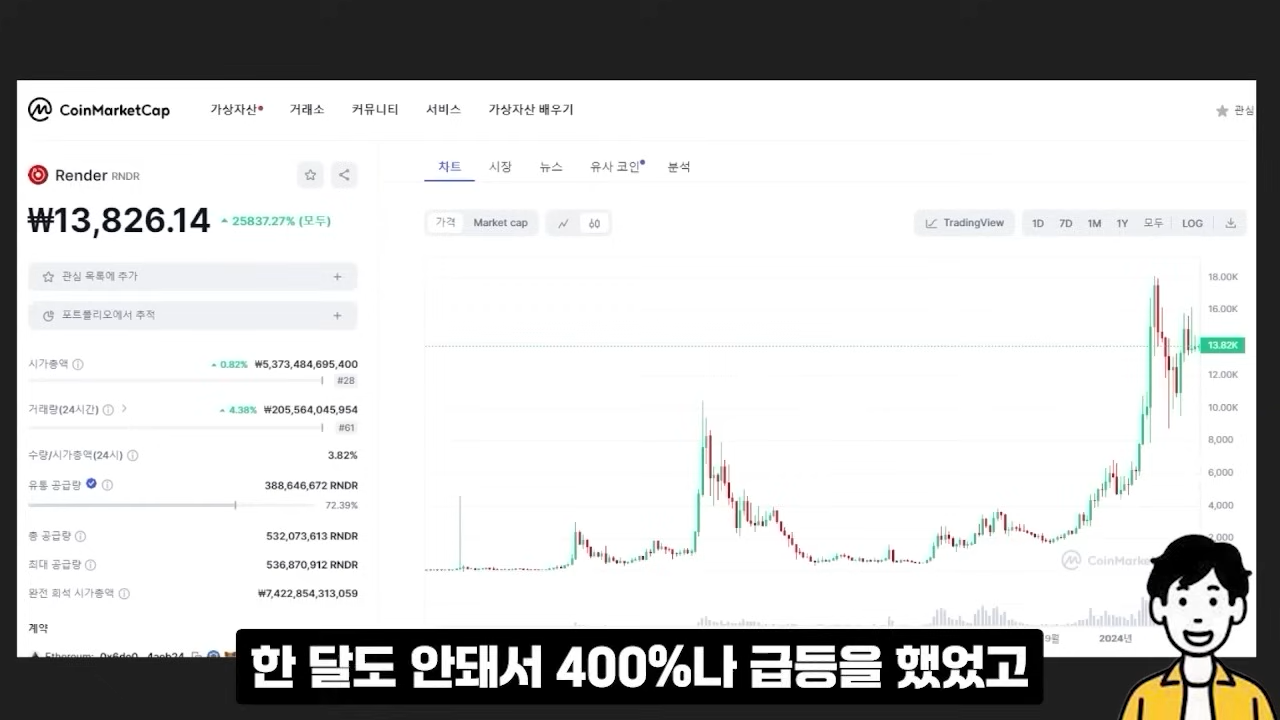 CoinMarketCap 가상자산 거래소 커뮤니티 서비스 가상자산 배우기 관심
Render RNDR
₩13,826.14 25837.27% (모두)
관심 목록에 추가
포트폴리오에서 추적
시가총액 0.82% ₩5,373,484,695,400
#28
거래량(24시간) 4.38% ₩205,564,045,954
#61
수량/시가총액(24시) 3.82%
유통 공급량 388,646,672 RNDR
72.39%
총 공급량 532,073,613 RNDR
최대 공급량 536,870,912 RNDR
완전 희석 시가총액 ₩7,422,854,313,059
계약
Ethereum:
차트 시장 뉴스 유사 코인 분석
가격 Market cap TradingView 1D 7D 1M 1Y 모두 LOG
18.00K
16.00K
13.82K
12.00K
10.00K
8,000
6,000
4,000
2,000
CoinMarke
9월 2024년
한 달도 안돼서 400%나 급등을 했었고